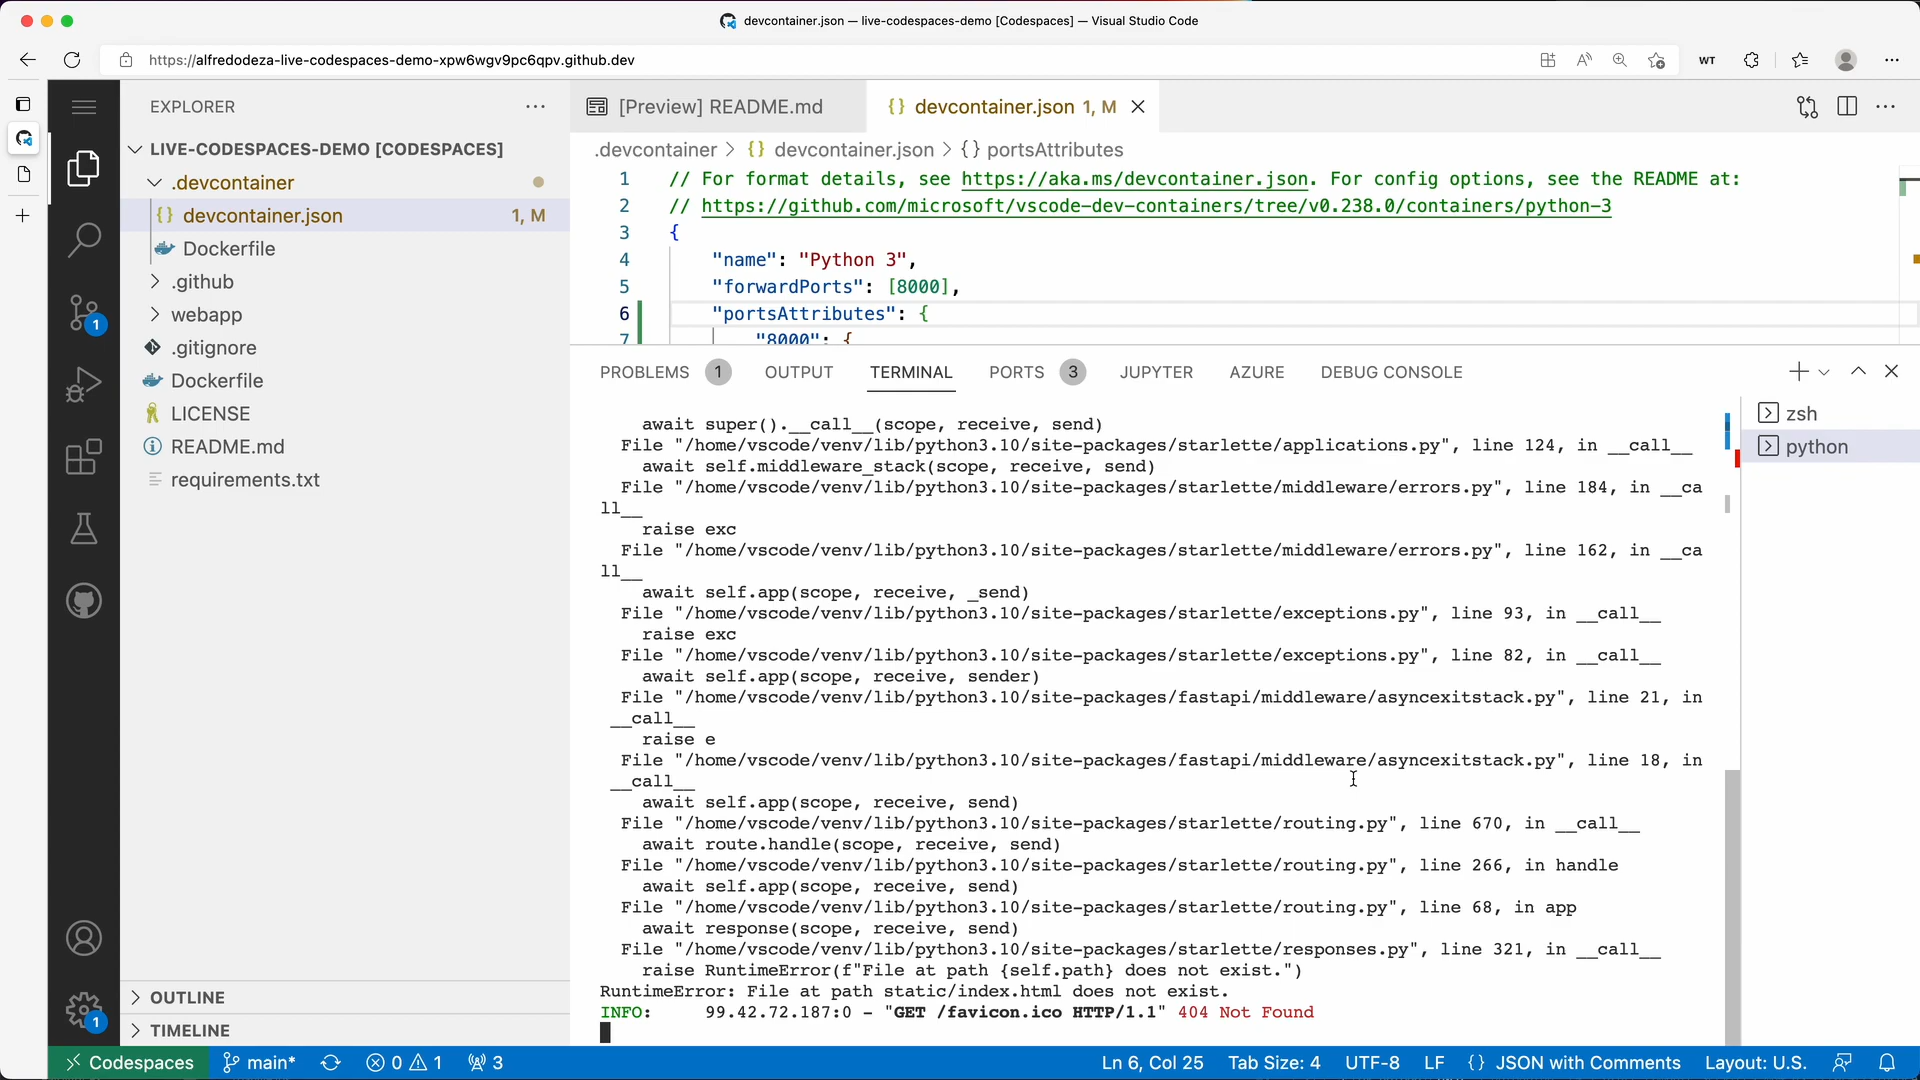 devcontainer.json — live-codespaces-demo [Codespaces] — Visual Studio Code
https://alfredodeza-live-codespaces-demo-xpw6wgv9pc6qpv.github.dev
WT
EXPLORER
[Preview] README.md
devcontainer.json 1, M
LIVE-CODESPACES-DEMO [CODESPACES]
.devcontainer
devcontainer.json 1, M
Dockerfile
.github
webapp
.gitignore
Dockerfile
LICENSE
README.md
requirements.txt
OUTLINE
TIMELINE
1
1
.devcontainer > {} devcontainer.json > {} portsAttributes
1 // For format details, see https://aka.ms/devcontainer.json. For config options, see the README at:
2 // https://github.com/microsoft/vscode-dev-containers/tree/v0.238.0/containers/python-3
3 {
4 "name": "Python 3",
5 "forwardPorts": [8000],
6 "portsAttributes": {
7 "8000": {
PROBLEMS 1 OUTPUT TERMINAL PORTS 3 JUPYTER AZURE DEBUG CONSOLE
zsh
python
await super().__call__(scope, receive, send)
File "/home/vscode/venv/lib/python3.10/site-packages/starlette/applications.py", line 124, in __call__
await self.middleware_stack(scope, receive, send)
File "/home/vscode/venv/lib/python3.10/site-packages/starlette/middleware/errors.py", line 184, in __ca
ll__
raise exc
File "/home/vscode/venv/lib/python3.10/site-packages/starlette/middleware/errors.py", line 162, in __ca
ll__
await self.app(scope, receive, _send)
File "/home/vscode/venv/lib/python3.10/site-packages/starlette/exceptions.py", line 93, in __call__
raise exc
File "/home/vscode/venv/lib/python3.10/site-packages/starlette/exceptions.py", line 82, in __call__
await self.app(scope, receive, sender)
File "/home/vscode/venv/lib/python3.10/site-packages/fastapi/middleware/asyncexitstack.py", line 21, in
__call__
raise e
File "/home/vscode/venv/lib/python3.10/site-packages/fastapi/middleware/asyncexitstack.py", line 18, in
__call__
await self.app(scope, receive, send)
File "/home/vscode/venv/lib/python3.10/site-packages/starlette/routing.py", line 670, in __call__
await route.handle(scope, receive, send)
File "/home/vscode/venv/lib/python3.10/site-packages/starlette/routing.py", line 266, in handle
await self.app(scope, receive, send)
File "/home/vscode/venv/lib/python3.10/site-packages/starlette/routing.py", line 68, in app
await response(scope, receive, send)
File "/home/vscode/venv/lib/python3.10/site-packages/starlette/responses.py", line 321, in __call__
raise RuntimeError(f"File at path {self.path} does not exist.")
RuntimeError: File at path static/index.html does not exist.
INFO: 99.42.72.187:0 - "GET /favicon.ico HTTP/1.1" 404 Not Found
Codespaces main* 0 1 3 Ln 6, Col 25 Tab Size: 4 UTF-8 LF {} JSON with Comments Layout: U.S.